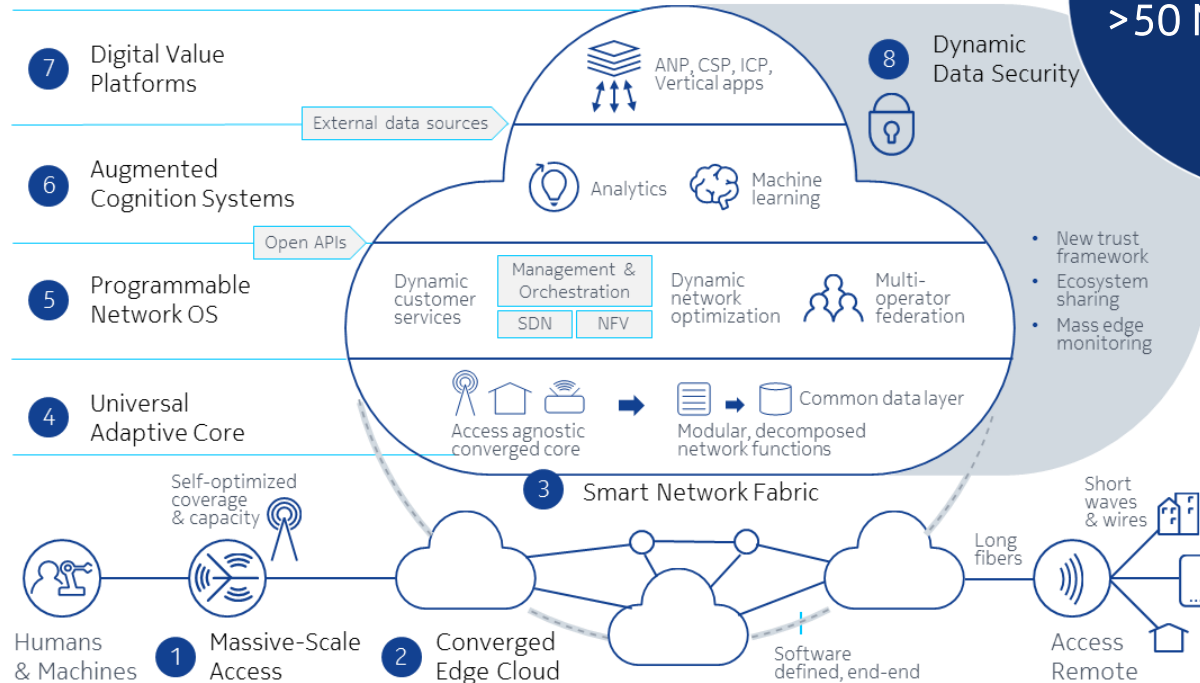 >50
7
Digital Value
Platforms
ANP, CSP, ICP,
Vertical apps
8
Dynamic
Data Security
External data sources
6
Augmented
Cognition Systems
Analytics
Machine
learning
Open APIs
5
Programmable
Network OS
Dynamic
customer
services
Management &
Orchestration
SDN
NFV
Dynamic
network
optimization
Multi-
operator
federation
• New trust
framework
• Ecosystem
sharing
• Mass edge
monitoring
4
Universal
Adaptive Core
Access agnostic
converged core
Common data layer
Modular, decomposed
network functions
3
Smart Network Fabric
Self-optimized
coverage
& capacity
Long
fibers
Short
waves
& wires
Humans
& Machines
1
Massive-Scale
Access
2
Converged
Edge Cloud
Software
defined, end-end
Access
Remote